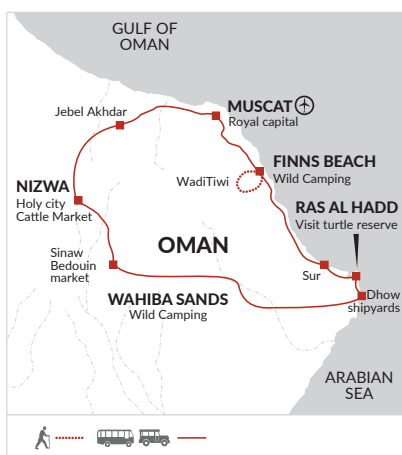 GULF OF
OMAN
Jebel Akhdar
MUSCAT
Royal capital
FINNS BEACH
Wild Camping
WadiTiwi
NIZWA
Holy city
Cattle Market
RAS AL HADD
Visit turtle reserve
OMAN
Sinaw
Bedouin
market
Sur
WAHIBA SANDS
Wild Camping
Dhow
shipyards
ARABIAN
SEA